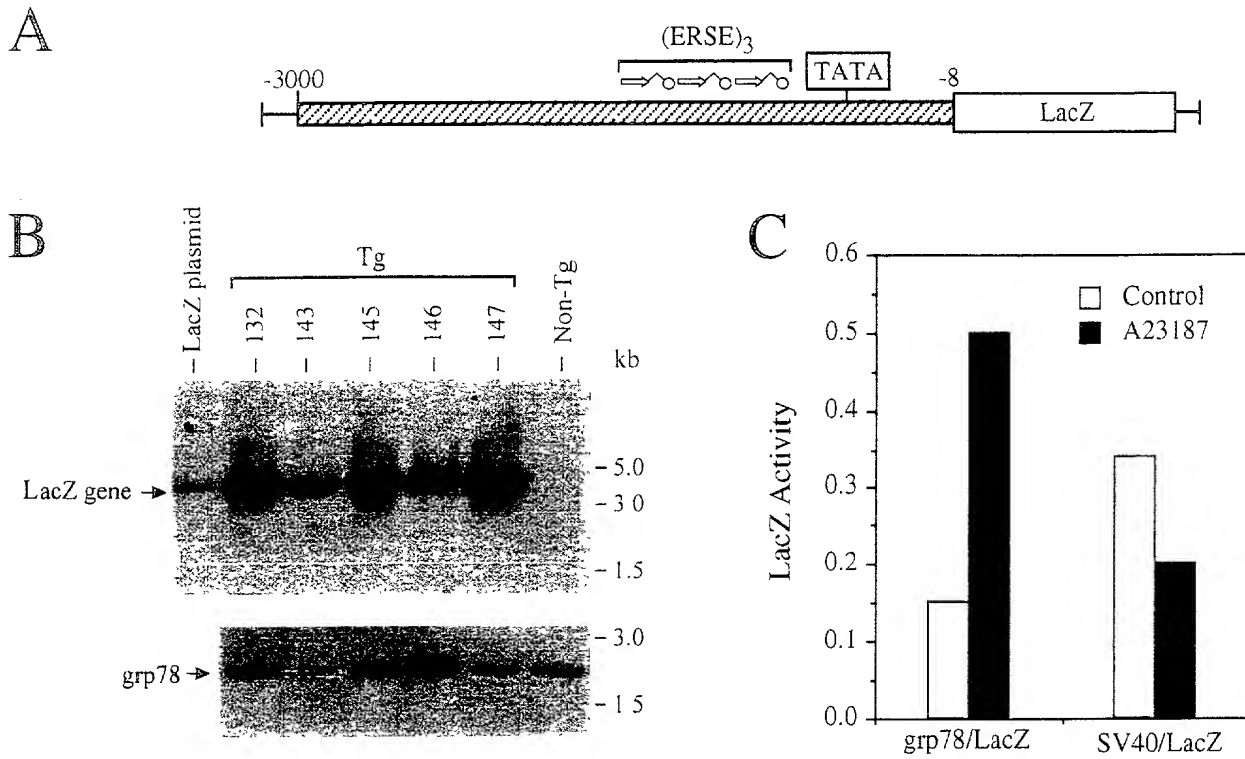 A
(ERSE)3
-3000
TATA
-8
LacZ
B
LacZ plasmid
Tg
132
143
145
146
147
Non-Tg
kb
LacZ gene
- 5.0
- 3 0
- 1.5
grp78
- 3.0
- 1 5
C
LacZ Activity
0.6
0.5
0.4
0.3
0.2
0.1
0.0
Control
A23187
grp78/LacZ
SV40/LacZ